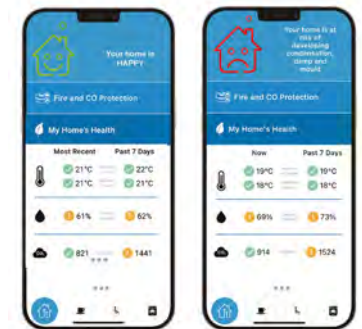 Your home is
HAPPY
Fire and CO Protection
My Home's Health
Most Recent Past 7 Days
21°C 22°C
21°C 21°C
61% 62%
821 1441
Your home is at
risk of
developing
condensation,
damp and
mould
Fire and CO Protection
My Home's Health
Now Past 7 Days
19°C 19°C
18°C 18°C
69% 73%
914 1524